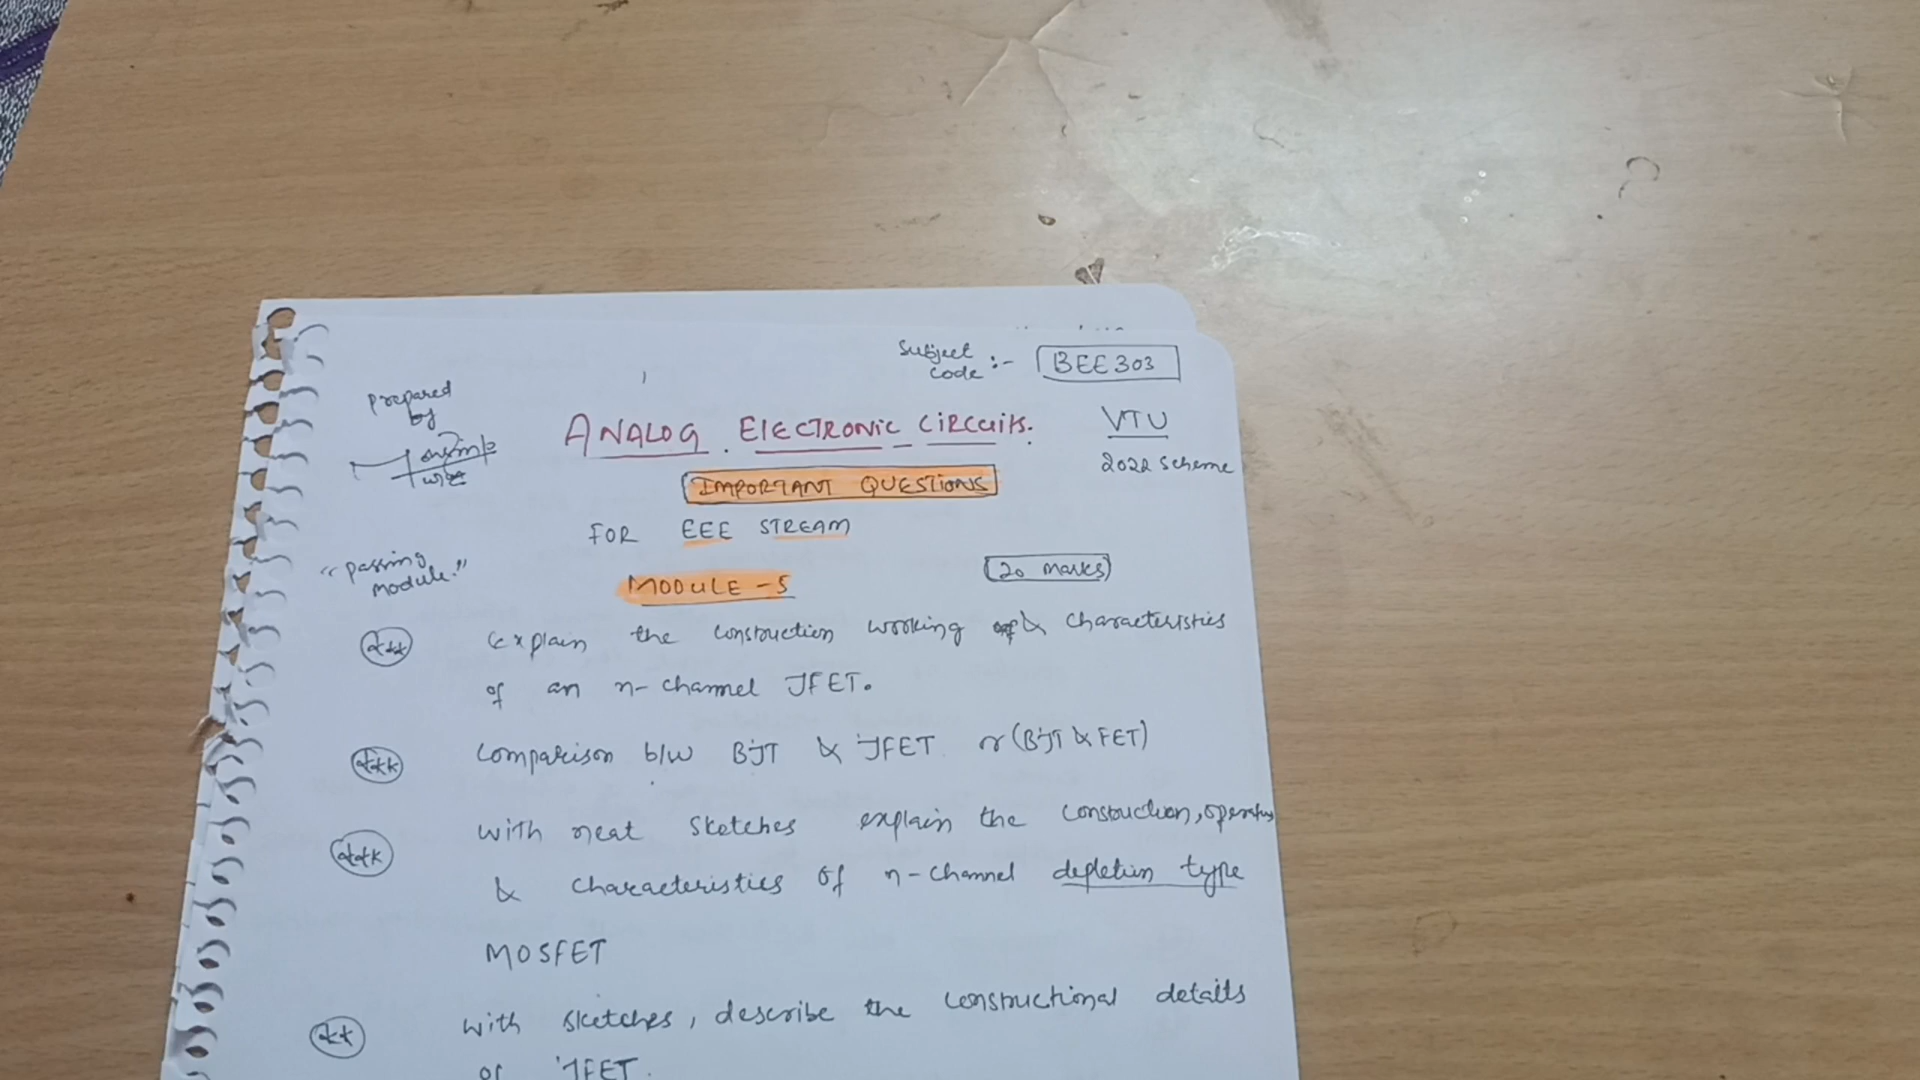 Subject
code :- BEE303
prepared
by
ANALOG ELECTRONIC CIRCUITS.
VTU
2022 scheme
IMPORTANT QUESTIONS
FOR EEE STREAM
"passing
module."
MODULE - 5
(20 marks)
explain the construction working & characteristics
of an n-channel JFET.
comparison b/w BJT & JFET or (BJT & FET)
with neat sketches explain the construction, operation
& characteristics of n-channel depletion type
MOSFET
with sketches, describe the constructional details
of JFET.